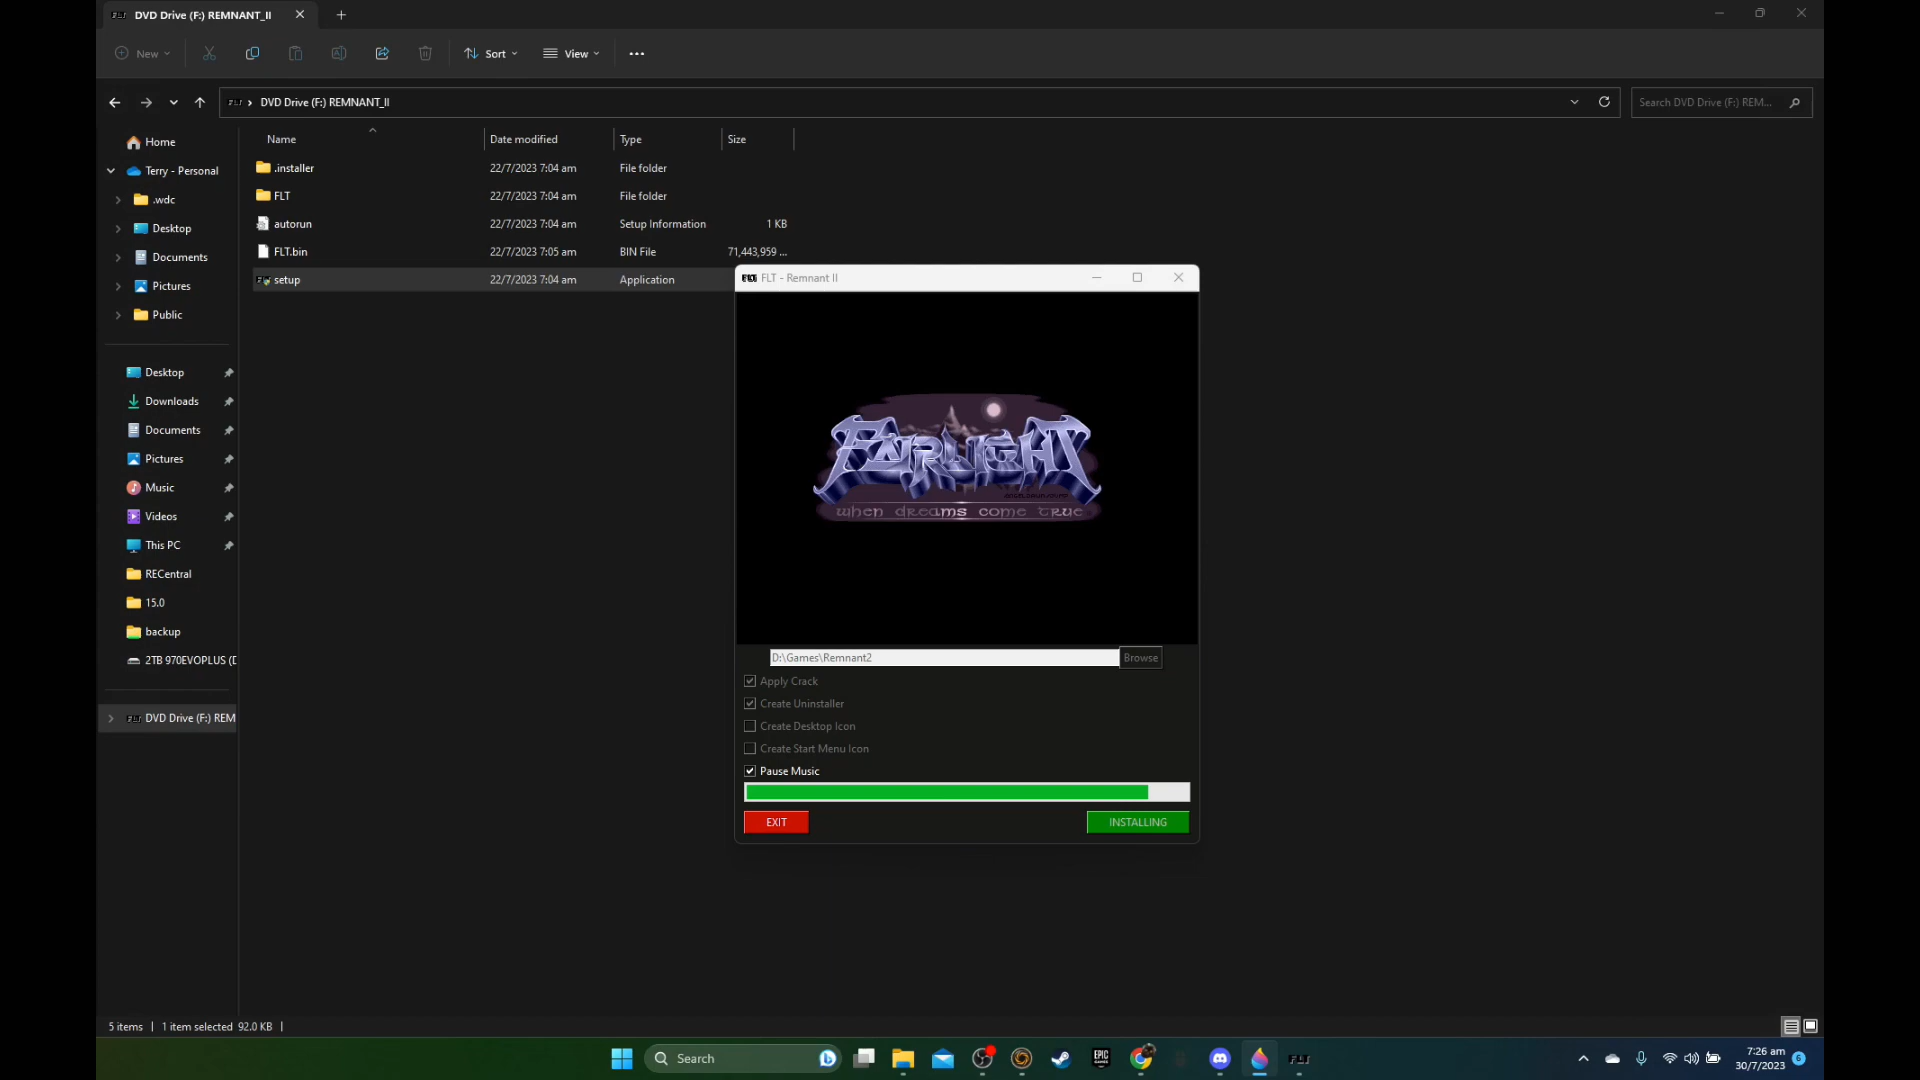 DVD Drive (F:) REMNANT_II
New
Sort
View
DVD Drive (F:) REMNANT_II
Search DVD Drive (F:) REM...
Home
Terry - Personal
.wdc
Desktop
Documents
Pictures
Public
Desktop
Downloads
Documents
Pictures
Music
Videos
This PC
RECentral
15.0
backup
2TB 970EVOPLUS (D
DVD Drive (F:) REM
Name Date modified Type Size
.installer 22/7/2023 7:04 am File folder
FLT 22/7/2023 7:04 am File folder
autorun 22/7/2023 7:04 am Setup Information 1 KB
FLT.bin 22/7/2023 7:05 am BIN File 71,443,959 ...
setup 22/7/2023 7:04 am Application
FLT FLT - Remnant II
FAIRLIGHT
when dreams come true
D:\Games\Remnant2 Browse
Apply Crack
Create Uninstaller
Create Desktop Icon
Create Start Menu Icon
Pause Music
EXIT INSTALLING
5 items 1 item selected 92.0 KB
Search
EPIC GAMES
FLT
7:26 am
30/7/2023
6